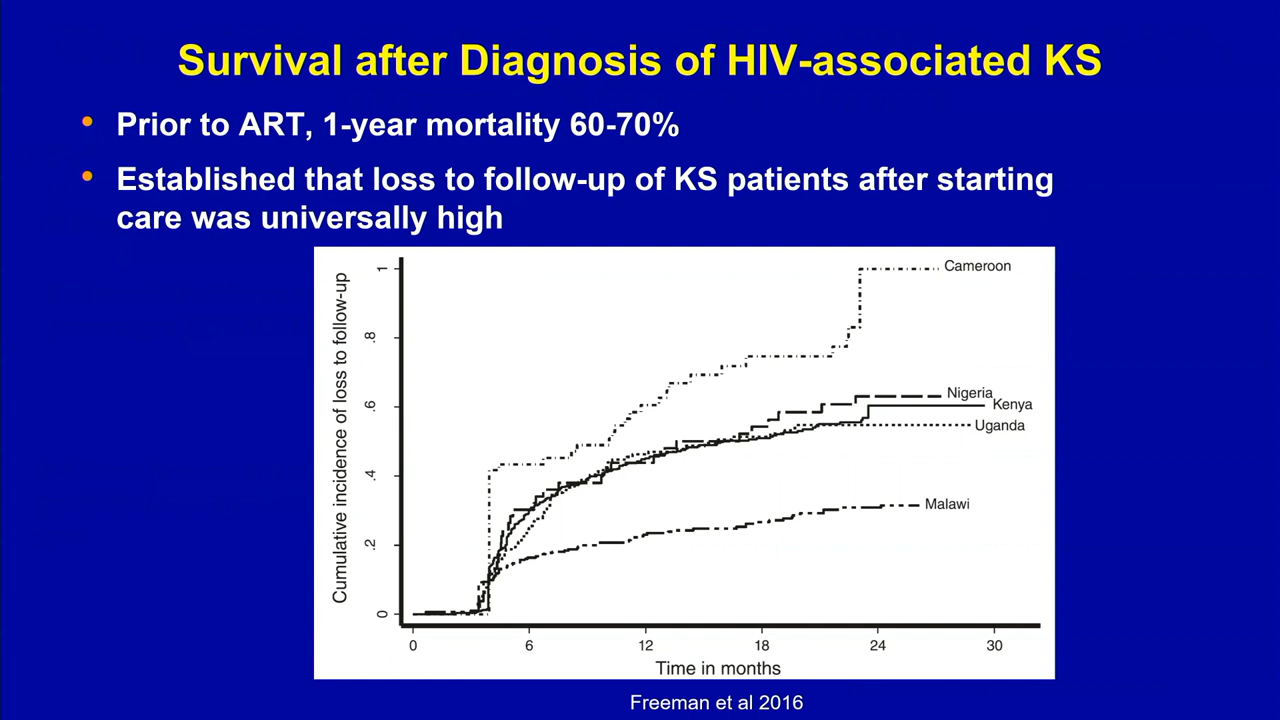 Survival after Diagnosis of HIV-associated KS
• Prior to ART, 1-year mortality 60-70%
• Established that loss to follow-up of KS patients after starting
care was universally high
Cumulative incidence of loss to follow-up
1
.8
.6
.4
.2
0
Cameroon
Nigeria
Kenya
Uganda
Malawi
0 6 12 18 24 30
Time in months
Freeman et al 2016